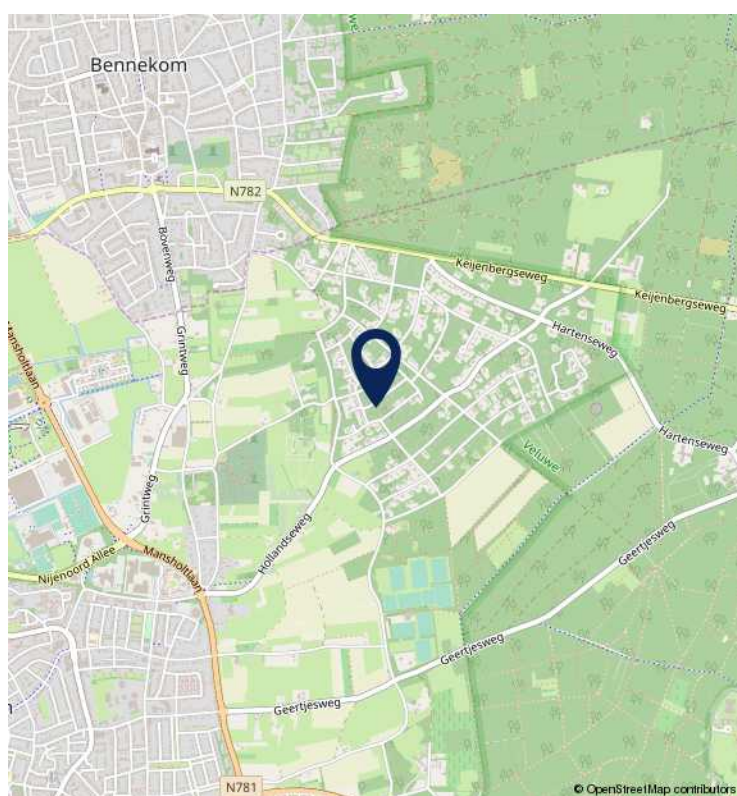 Bennekom
N782
Bovenweg
Keijenbergseweg
Keijenbergseweg
Grintweg
Hartenseweg
Mansholtlaan
Hartenseweg
Veluwe
Grintweg
Hollandseweg
Geertjesweg
Nijenoord Allee
Mansholtlaan
Geertjesweg
Geertjesweg
N781
© OpenStreetMap contributors